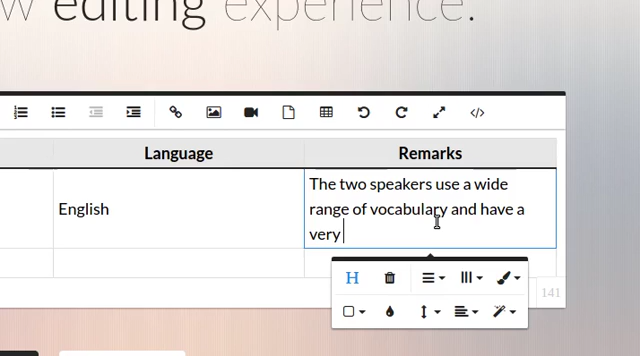 editing experience.
Language
Remarks
English
The two speakers use a wide
range of vocabulary and have a
very
H
141